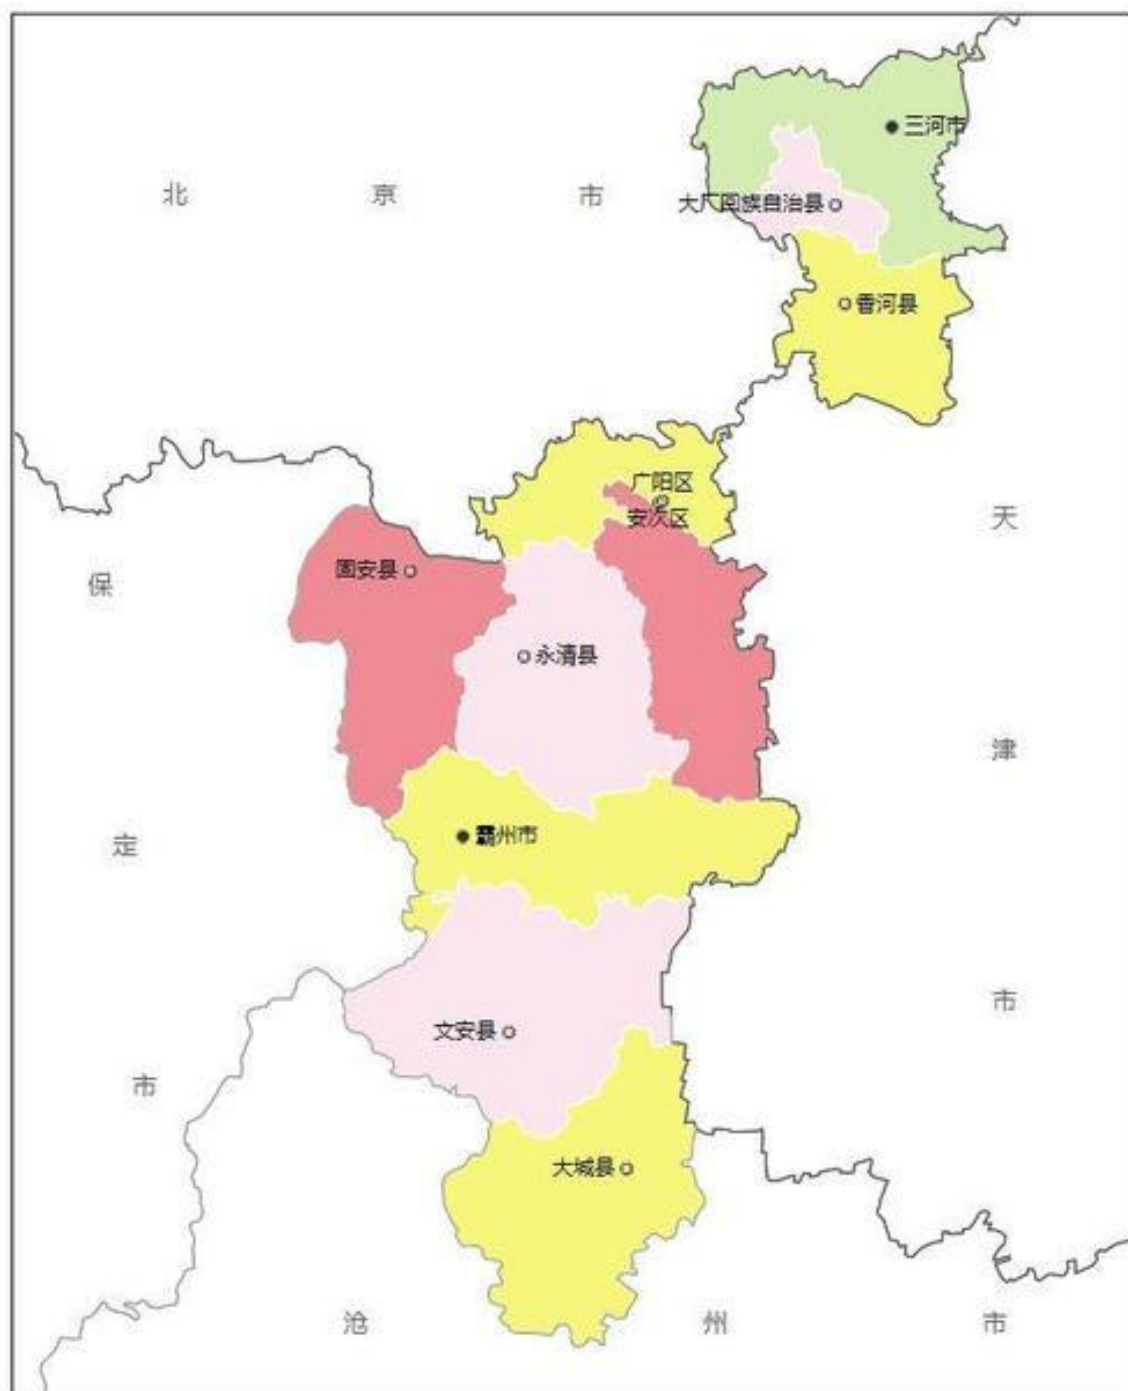 三河市
北京市
大厂回族自治县
香河县
广阳区
安次区
天津市
固安县
保定市
永清县
霸州市
文安县
大城县
沧州市